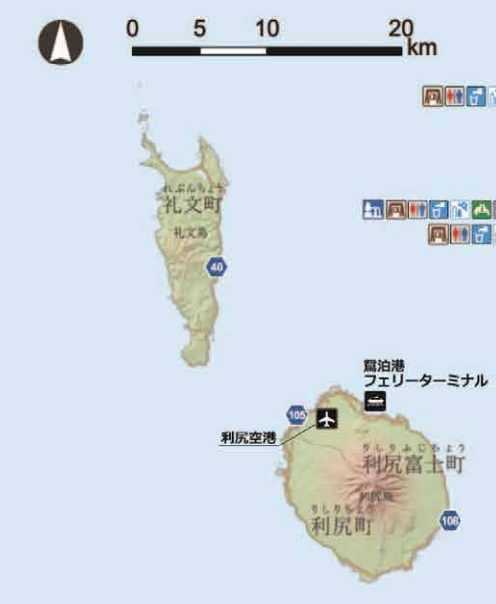 0 5 10 20
km
れぶんちょう
礼文町
礼文島
40
鴛泊港
フェリーターミナル
105
利尻空港
りしりふじちょう
利尻富士町
利尻島
りしりちょう
利尻町
108